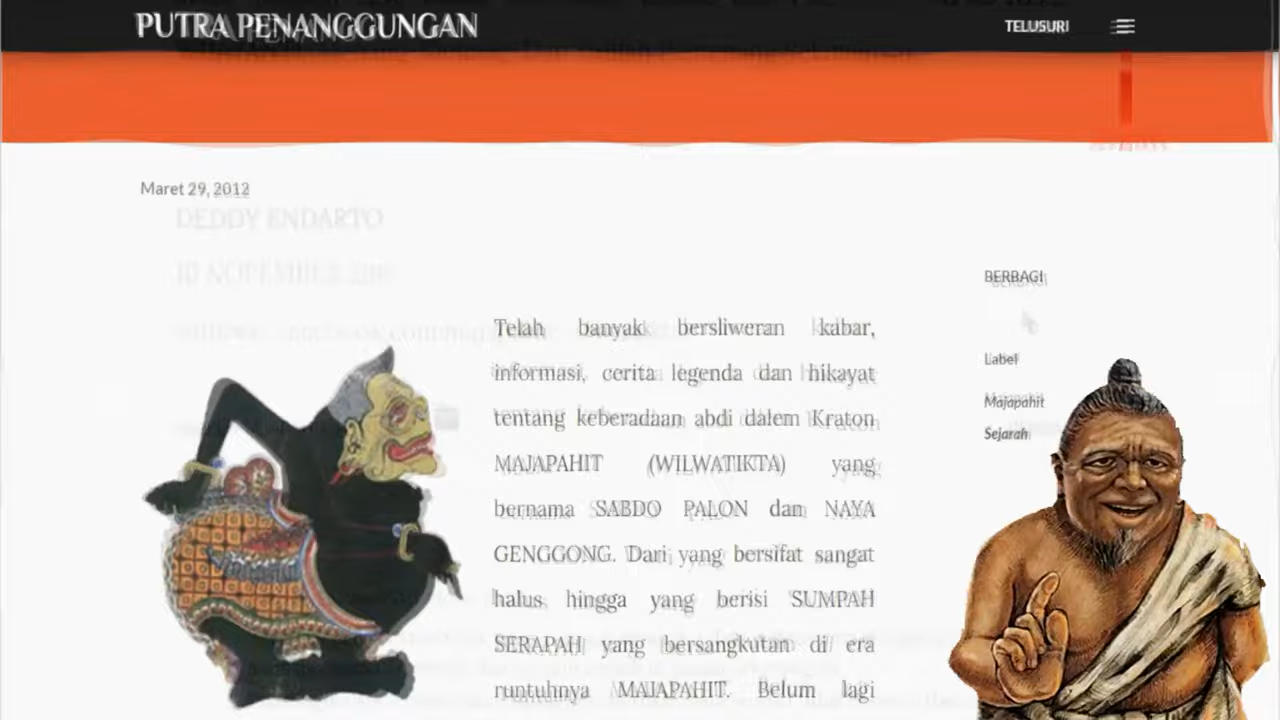 PUTRA PENANGGUNGAN
TELUSURI
Maret 29, 2012
DEDDY ENDARTO
BERBAGI
Telah banyak bersliweran kabar,
informasi, cerita legenda dan hikayat
tentang keberadaan abdi dalem Kraton
MAJAPAHIT (WILWATIKTA) yang
bernama SABDO PALON dan NAYA
GENGGONG. Dari yang bersifat sangat
halus hingga yang berisi SUMPAH
SERAPAH yang bersangkutan di era
runtuhnya MAJAPAHIT. Belum lagi
Label
Majapahit
Sejarah